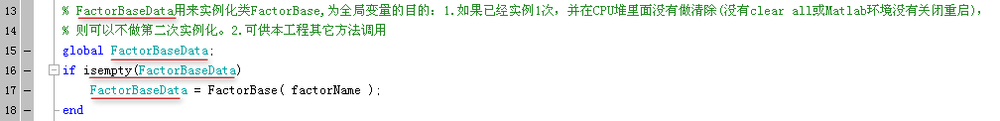 13 % FactorBaseData用来实例化类FactorBase,为全局变量的目的：1.如果已经实例1次，并在CPU堆里面没有做清除(没有clear all或Matlab环境没有关闭重启)，
14 % 则可以不做第二次实例化。2.可供本工程其它方法调用
15 — global FactorBaseData;
16 — if isempty(FactorBaseData)
17 — FactorBaseData = FactorBase( factorName );
18 — end